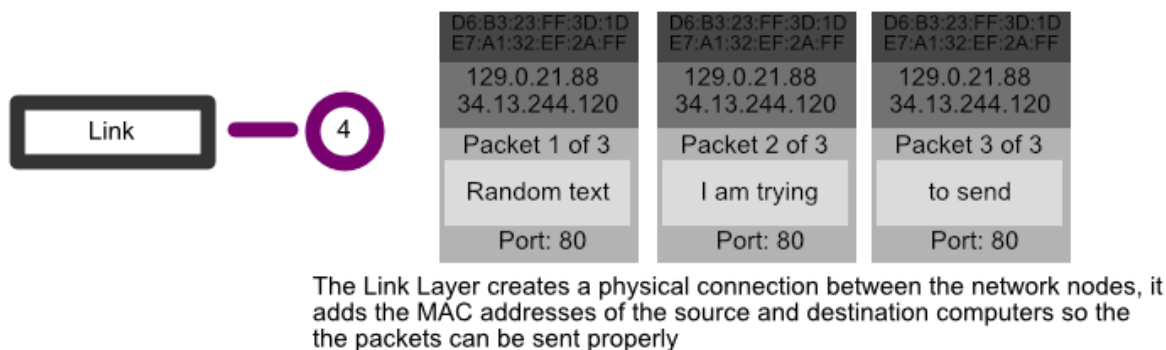 D6:B3:23:FF:3D:1D D6:B3:23:FF:3D:1D D6:B3:23:FF:3D:1D
E7:A1:32:EF:2A:FF E7:A1:32:EF:2A:FF E7:A1:32:EF:2A:FF
129.0.21.88 129.0.21.88 129.0.21.88
34.13.244.120 34.13.244.120 34.13.244.120
Link 4 Packet 1 of 3 Packet 2 of 3 Packet 3 of 3
Random text I am trying to send
Port: 80 Port: 80 Port: 80
The Link Layer creates a physical connection between the network nodes, it
adds the MAC addresses of the source and destination computers so the
the packets can be sent properly